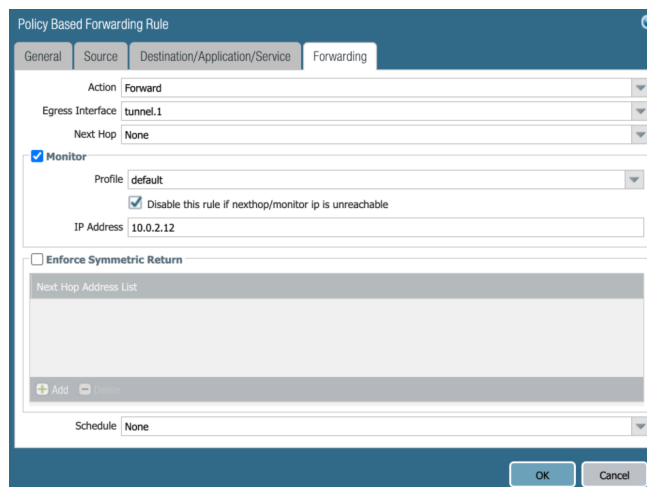 Policy Based Forwarding Rule
General Source Destination/Application/Service Forwarding
Action Forward
Egress Interface tunnel.1
Next Hop None
Monitor
Profile default
Disable this rule if nexthop/monitor ip is unreachable
IP Address 10.0.2.12
Enforce Symmetric Return
Next Hop Address List
Add Delete
Schedule None
OK Cancel